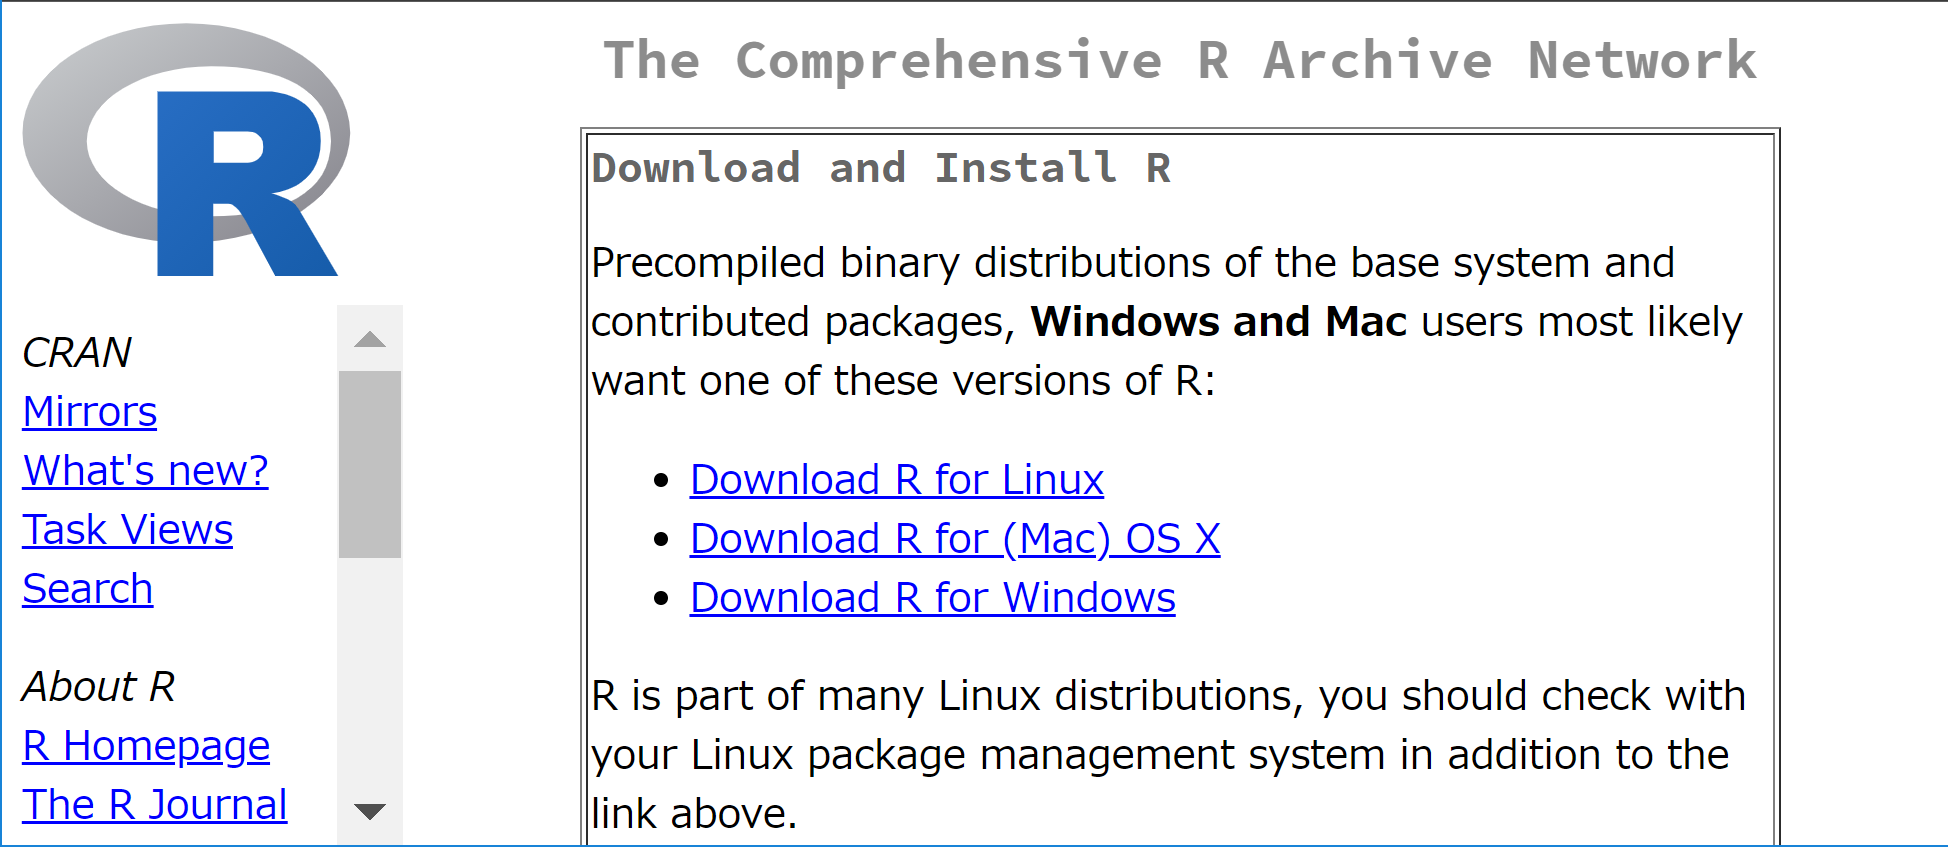 R
CRAN
Mirrors
What's new?
Task Views
Search
About R
R Homepage
The R Journal
The Comprehensive R Archive Network
Download and Install R
Precompiled binary distributions of the base system and
contributed packages, Windows and Mac users most likely
want one of these versions of R:
• Download R for Linux
• Download R for (Mac) OS X
• Download R for Windows
R is part of many Linux distributions, you should check with
your Linux package management system in addition to the
link above.